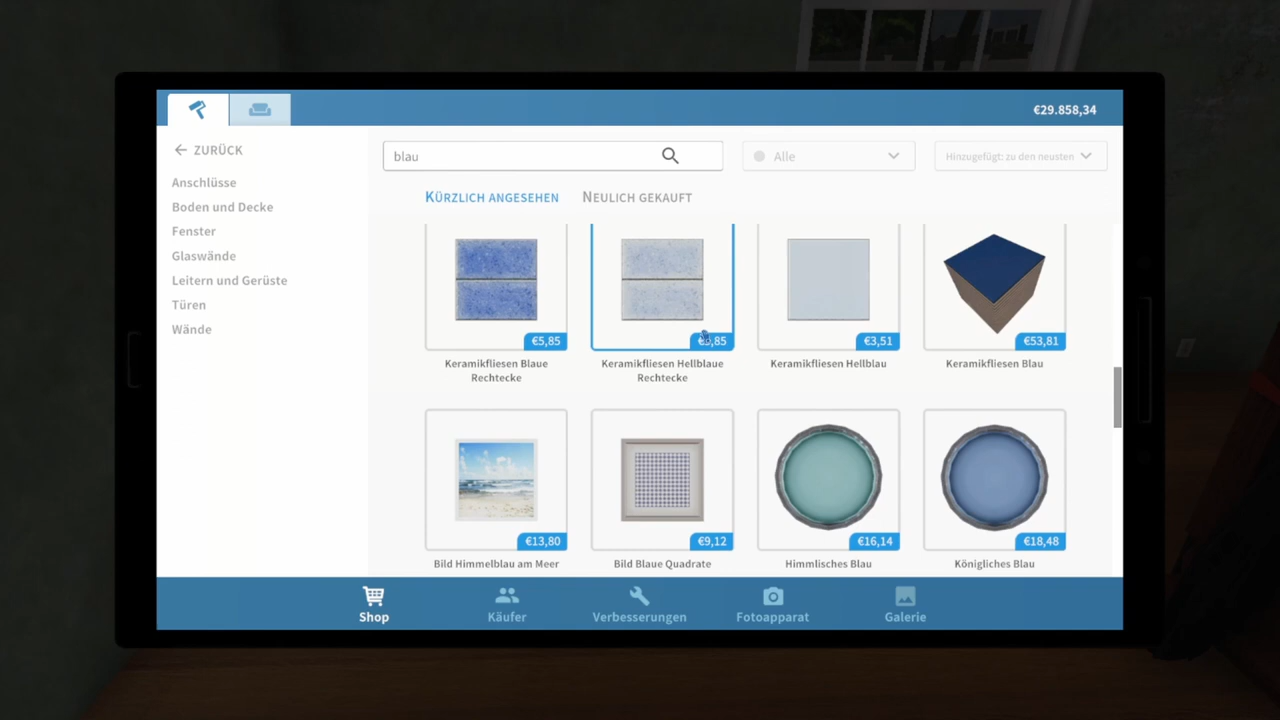 €29.858,34
ZURÜCK
blau
Alle
Hinzugefügt: zu den neusten
Anschlüsse
Boden und Decke
Fenster
Glaswände
Leitern und Gerüste
Türen
Wände
KÜRZLICH ANGESEHEN
NEULICH GEKAUFT
€5,85
,85
€3,51
€53,81
Keramikfliesen Blaue
Rechtecke
Keramikfliesen Hellblaue
Rechtecke
Keramikfliesen Hellblau
Keramikfliesen Blau
€13,80
€9,12
€16,14
€18,48
Bild Himmelblau am Meer
Bild Blaue Quadrate
Himmlisches Blau
Königliches Blau
Shop
Käufer
Verbesserungen
Fotoapparat
Galerie